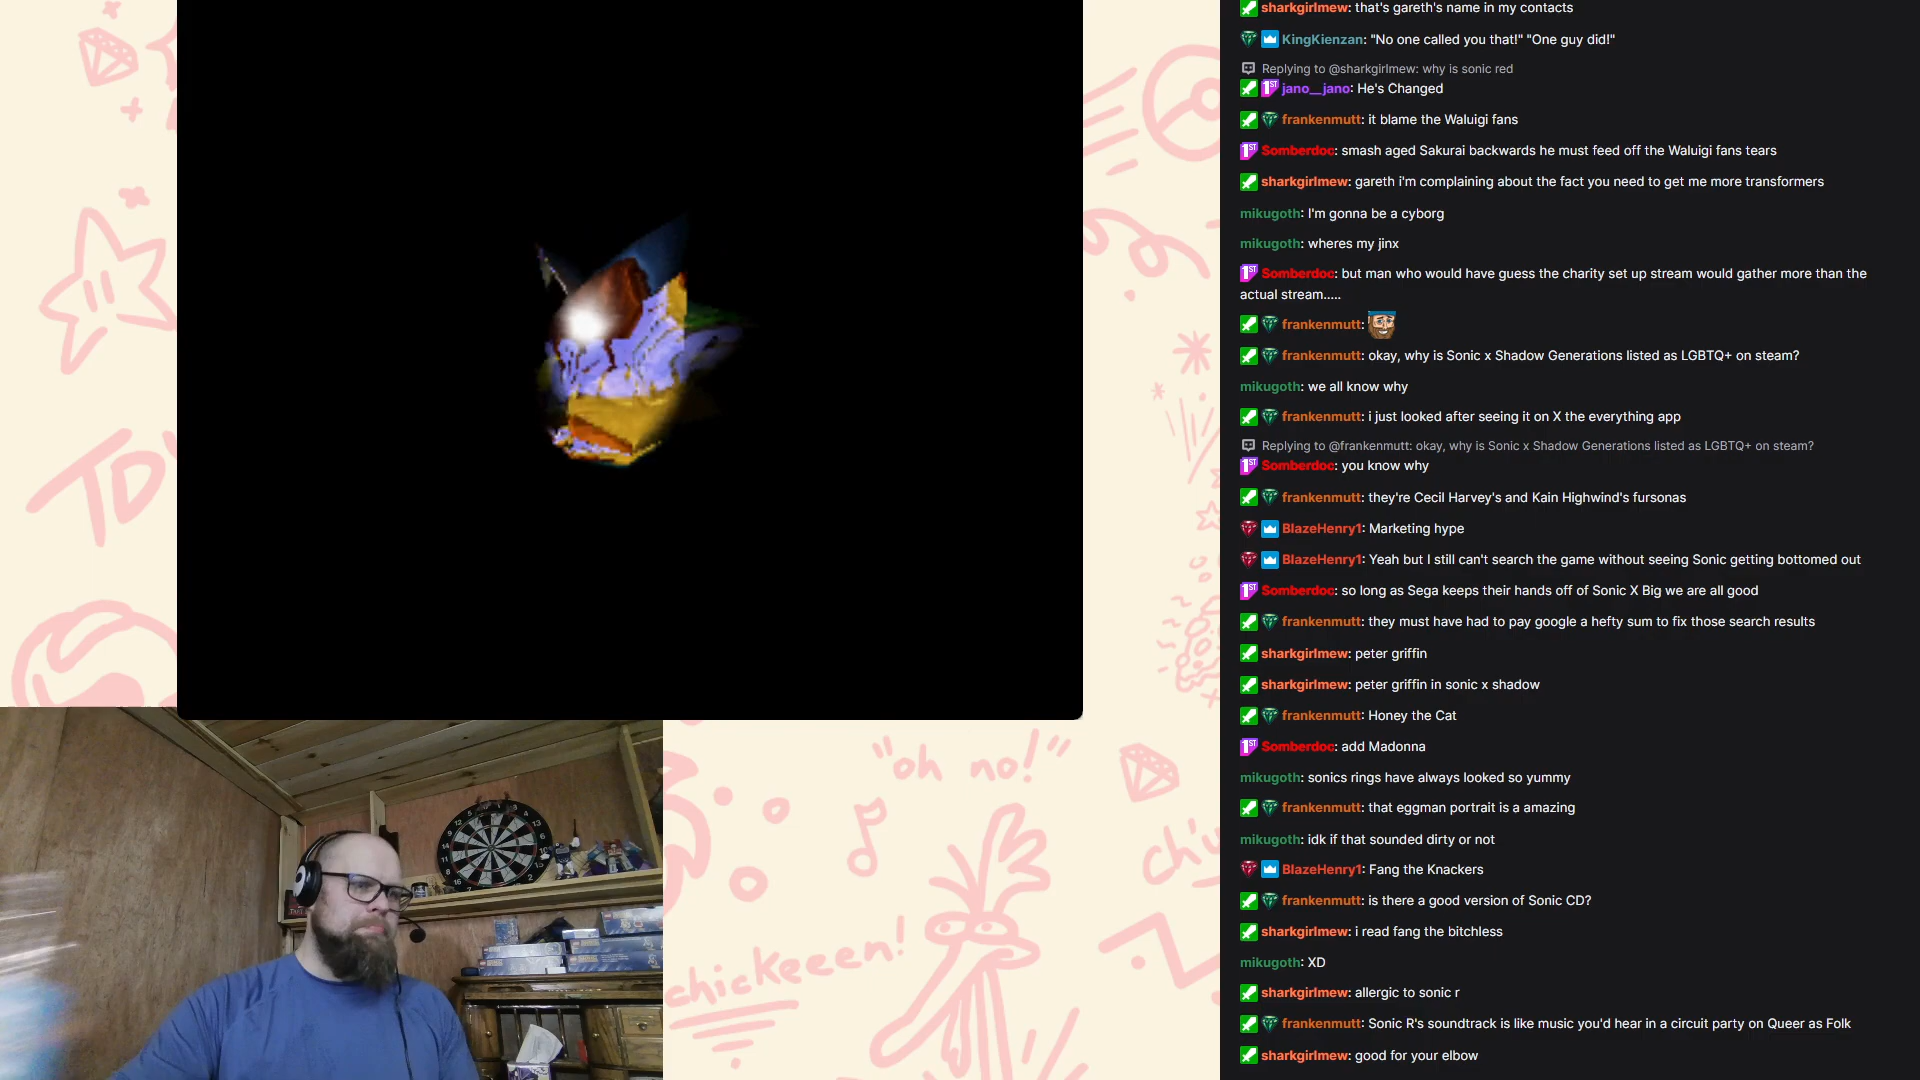 sharkgirlmew: that's gareth's name in my contacts
KingKienzan: "No one called you that!" "One guy did!"
Replying to @sharkgirlmew: why is sonic red
jano__jano: He's Changed
frankenmutt: it blame the Waluigi fans
Somberdoc: smash aged Sakurai backwards he must feed off the Waluigi fans tears
sharkgirlmew: gareth i'm complaining about the fact you need to get me more transformers
mikugoth: I'm gonna be a cyborg
mikugoth: wheres my jinx
Somberdoc: but man who would have guess the charity set up stream would gather more than the
actual stream.....
frankenmutt:
frankenmutt: okay, why is Sonic x Shadow Generations listed as LGBTQ+ on steam?
mikugoth: we all know why
frankenmutt: i just looked after seeing it on X the everything app
Replying to @frankenmutt: okay, why is Sonic x Shadow Generations listed as LGBTQ+ on steam?
Somberdoc: you know why
frankenmutt: they're Cecil Harvey's and Kain Highwind's fursonas
BlazeHenry1: Marketing hype
BlazeHenry1: Yeah but I still can't search the game without seeing Sonic getting bottomed out
Somberdoc: so long as Sega keeps their hands off of Sonic X Big we are all good
frankenmutt: they must have had to pay google a hefty sum to fix those search results
sharkgirlmew: peter griffin
sharkgirlmew: peter griffin in sonic x shadow
frankenmutt: Honey the Cat
Somberdoc: add Madonna
mikugoth: sonics rings have always looked so yummy
frankenmutt: that eggman portrait is a amazing
mikugoth: idk if that sounded dirty or not
BlazeHenry1: Fang the Knackers
frankenmutt: is there a good version of Sonic CD?
sharkgirlmew: i read fang the bitchless
mikugoth: XD
sharkgirlmew: allergic to sonic r
frankenmutt: Sonic R's soundtrack is like music you'd hear in a circuit party on Queer as Folk
sharkgirlmew: good for your elbow
"oh no!"
chickeeen!